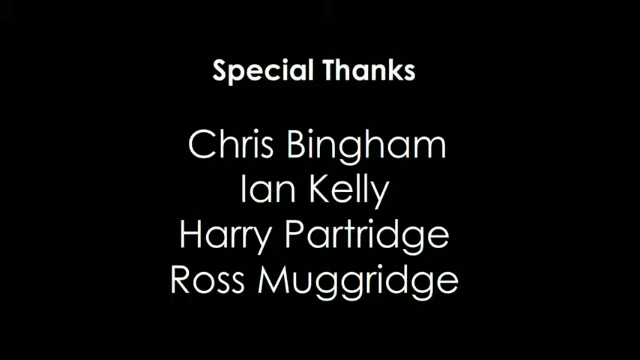 Special Thanks
Chris Bingham
Ian Kelly
Harry Partridge
Ross Muggridge